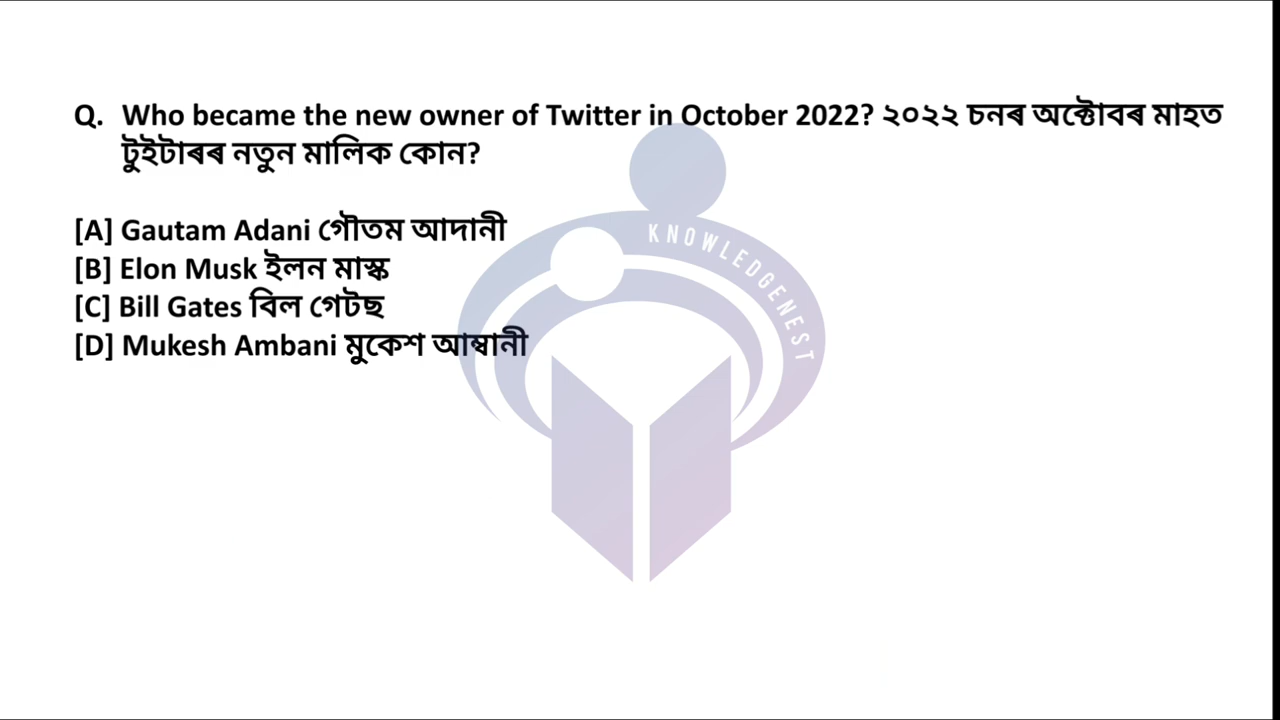 Q. Who became the new owner of Twitter in October 2022? ২০২২ চনৰ অক্টোবৰ মাহত
টুইটাৰৰ নতুন মালিক কোন?
[A] Gautam Adani গৌতম আদানী
[B] Elon Musk ইলন মাস্ক
[C] Bill Gates বিল গেটছ
[D] Mukesh Ambani মুকেশ আম্বানী
KNOWLEDGENEST